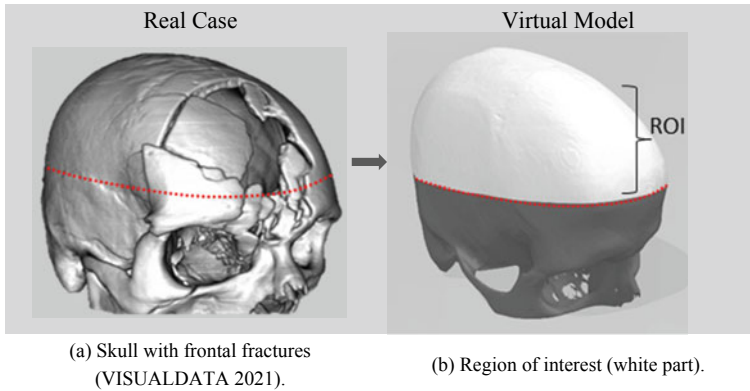 Real Case
Virtual Model
ROI
(a) Skull with frontal fractures
(VISUALDATA 2021).
(b) Region of interest (white part).